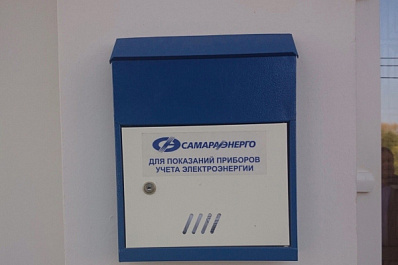 САМАРАЭНЕРГО
ДЛЯ ПОКАЗАНИЙ ПРИБОРОВ
УЧЕТА ЭЛЕКТРОЭНЕРГИИ